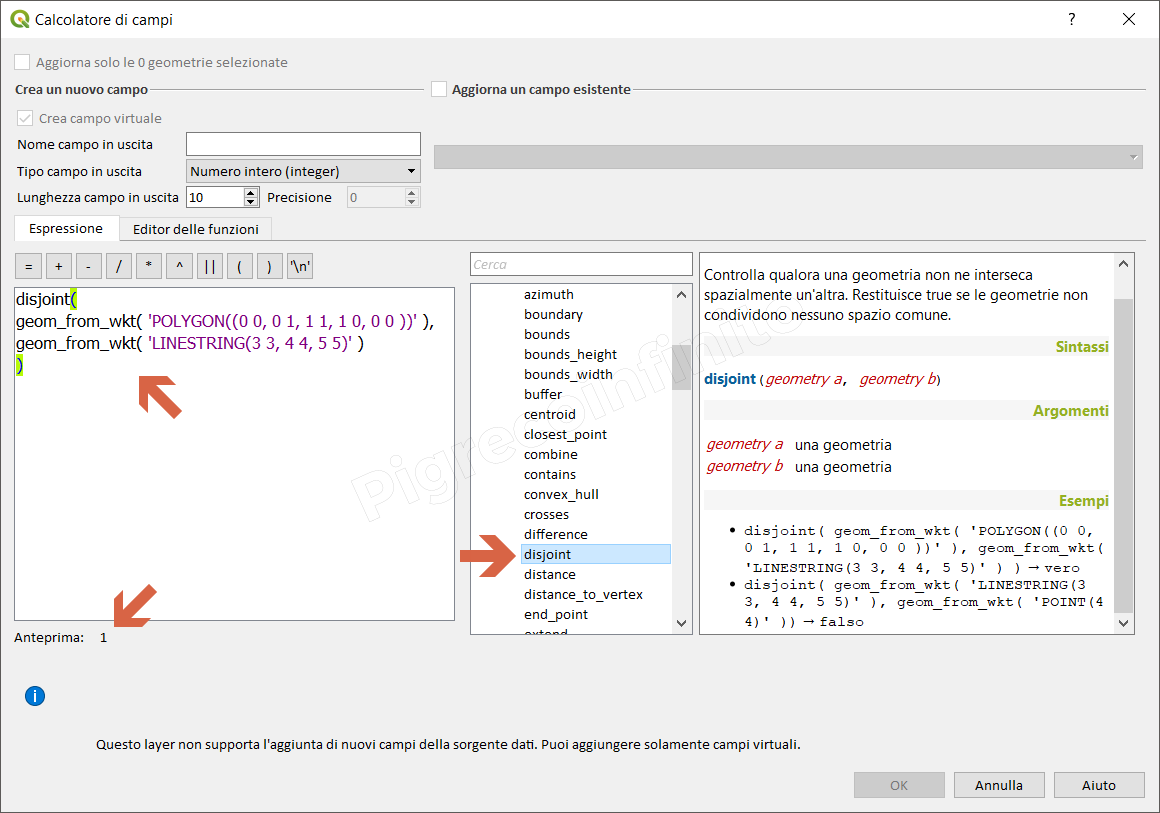 Calcolatore di campi
?
Aggiorna solo le 0 geometrie selezionate
Crea un nuovo campo
Aggiorna un campo esistente
Crea campo virtuale
Nome campo in uscita
Tipo campo in uscita
Numero intero (integer)
Lunghezza campo in uscita
10
Precisione
0
Espressione
Editor delle funzioni
= + - / * ^ || ( ) '\n'
disjoint(
geom_from_wkt( 'POLYGON((0 0, 0 1, 1 1, 1 0, 0 0 ))' ),
geom_from_wkt( 'LINESTRING(3 3, 4 4, 5 5)' )
)
Anteprima: 1
Cerca
azimuth
boundary
bounds
bounds_height
bounds_width
buffer
centroid
closest_point
combine
contains
convex_hull
crosses
difference
disjoint
distance
distance_to_vertex
end_point
extend
Controlla qualora una geometria non ne interseca
spazialmente un'altra. Restituisce true se le geometrie non
condividono nessuno spazio comune.
Sintassi
disjoint(geometry a, geometry b)
Argomenti
geometry a una geometria
geometry b una geometria
Esempi
• disjoint( geom_from_wkt( 'POLYGON((0 0,
0 1, 1 1, 1 0, 0 0 ))' ), geom_from_wkt(
'LINESTRING(3 3, 4 4, 5 5)' ) ) → vero
• disjoint( geom_from_wkt( 'LINESTRING(3
3, 4 4, 5 5)' ), geom_from_wkt( 'POINT(4
4)' )) → falso
Pigrecoinfinito
i
Questo layer non supporta l'aggiunta di nuovi campi della sorgente dati. Puoi aggiungere solamente campi virtuali.
OK
Annulla
Aiuto